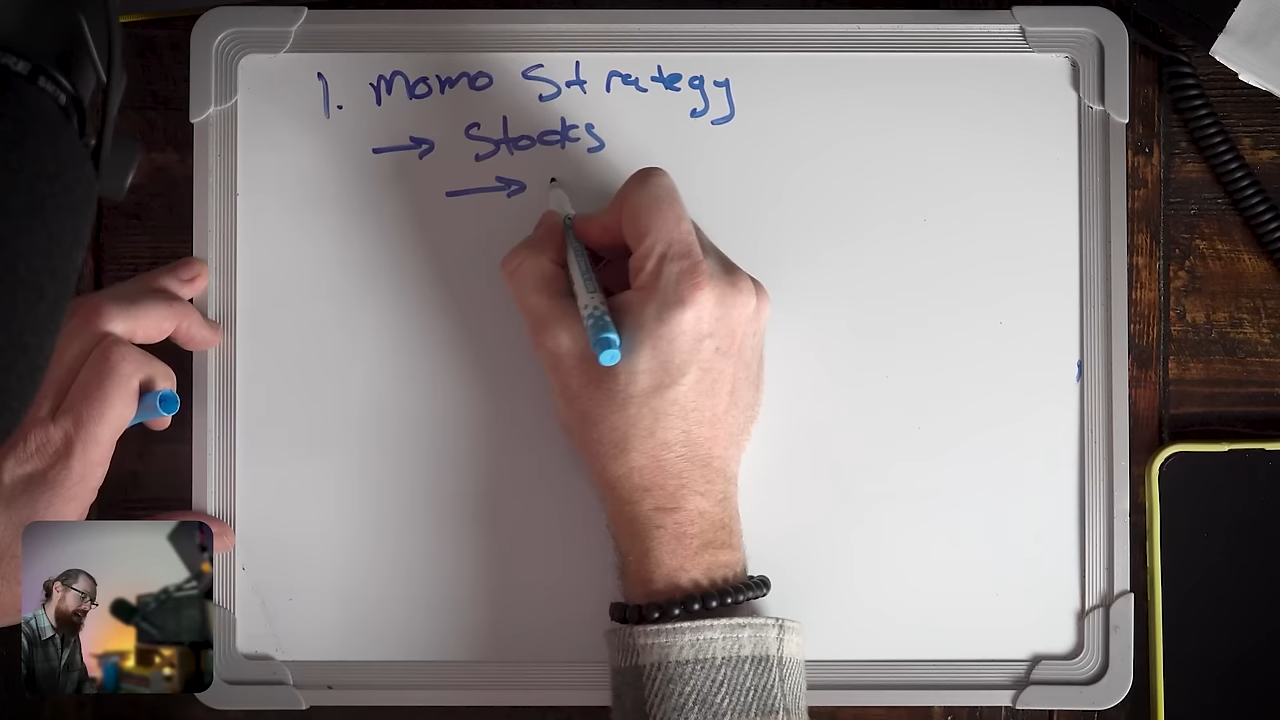 1. Momo Strategy
→ Stocks
→